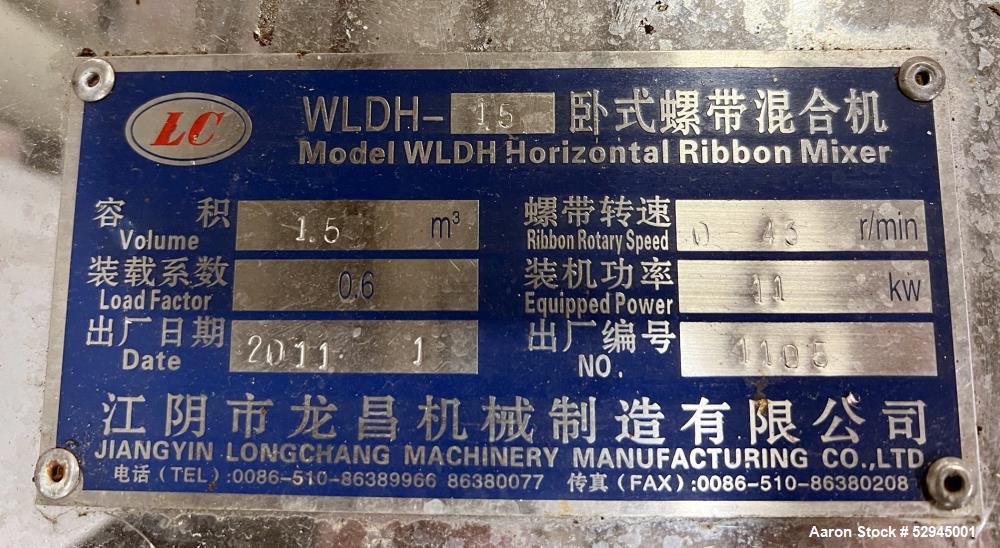 LC
WLDH-15 卧式螺带混合机
Model WLDH Horizontal Ribbon Mixer
容 积 1.5 m³
Volume
螺带转速 0 43 r/min
Ribbon Rotary Speed
装载系数 0.6
Load Factor
装机功率 11 kw
Equipped Power
出厂日期 2011 1
Date
出厂编号 1105
NO.
江阴市龙昌机械制造有限公司
JIANGYIN LONGCHANG MACHINERY MANUFACTURING CO.,LTD
电话(TEL):0086-510-86389966 86380077 传真(FAX):0086-510-86380208
Aaron Stock # 52945001